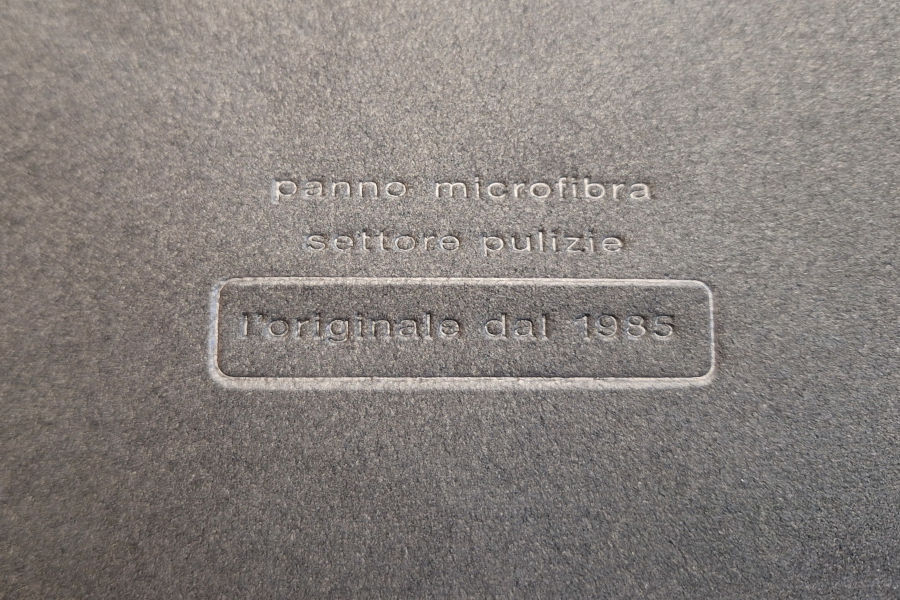 panno microfibra
settore pulizie
l'originale dal 1985